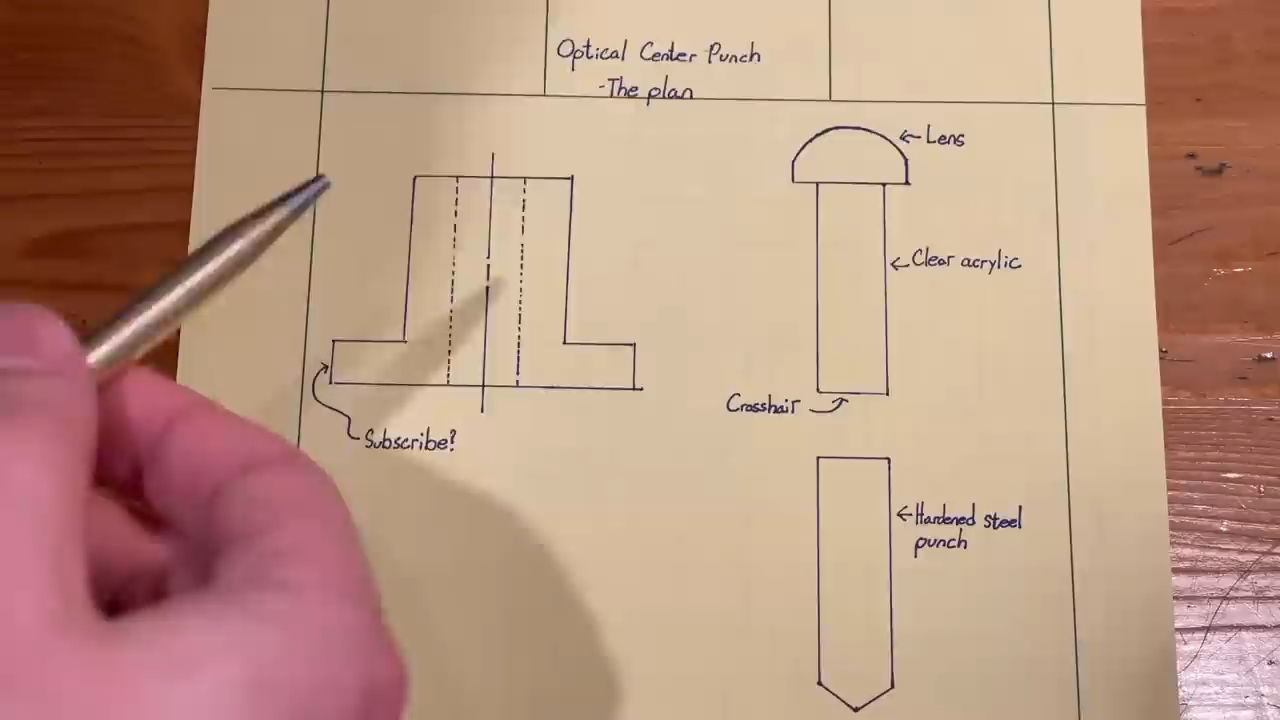 Optical Center Punch
-The plan
←Lens
←Clear acrylic
Crosshair
Subscribe?
←Hardened steel
punch